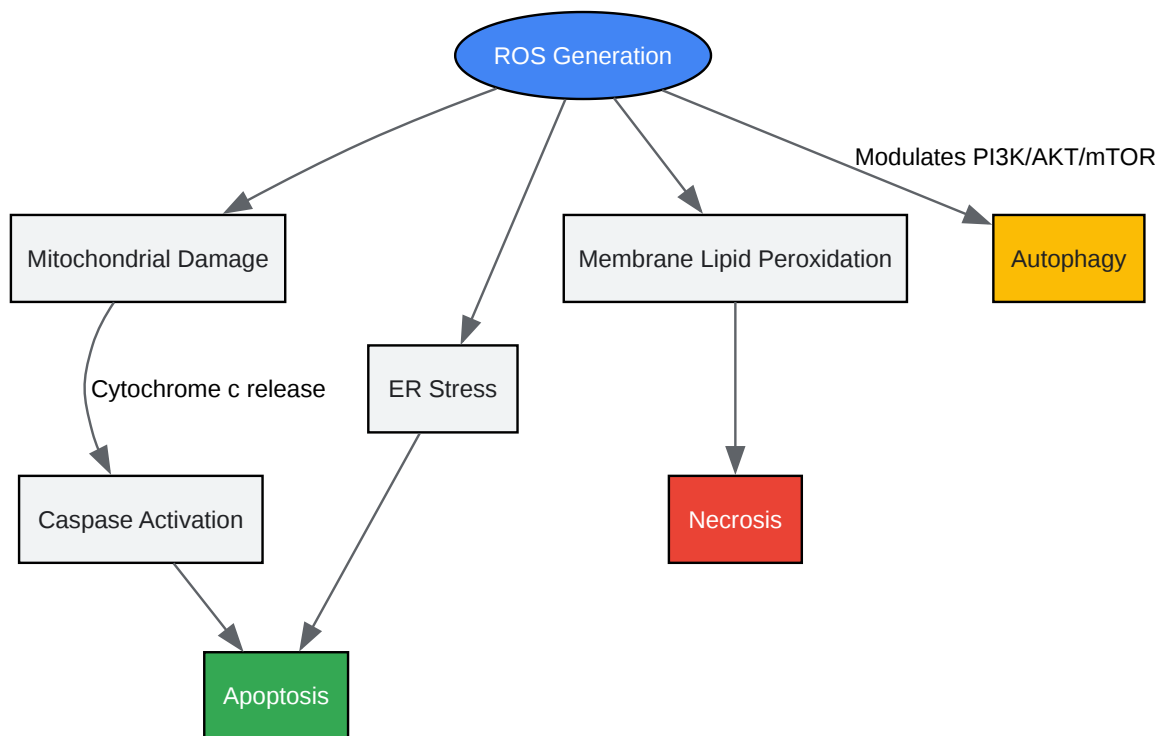 ROS Generation
Modulates PI3K/AKT/mTOR
Mitochondrial Damage
Membrane Lipid Peroxidation
Autophagy
Cytochrome c release
ER Stress
Caspase Activation
Necrosis
Apoptosis